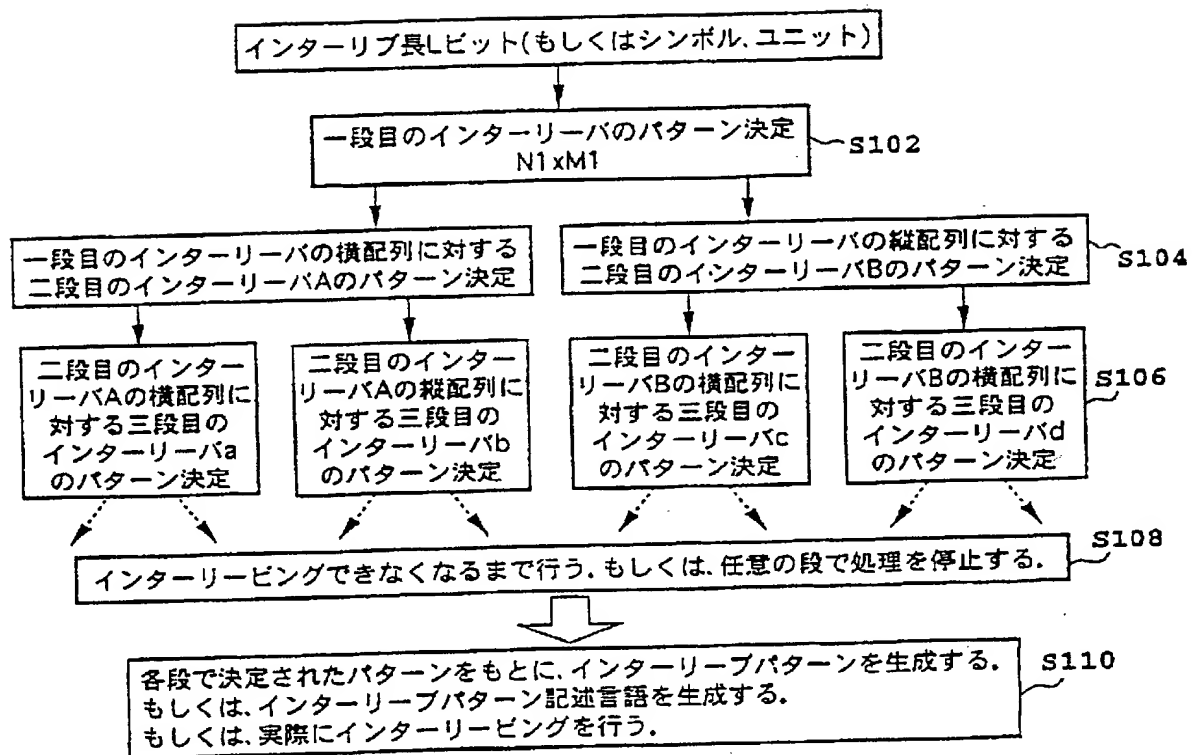 インターリブ長Lビット(もしくはシンボル、ユニット)
一段目のインターリーバのパターン決定
N1xM1
S102
一段目のインターリーバの横配列に対する
二段目のインターリーバAのパターン決定
一段目のインターリーバの縦配列に対する
二段目のインターリーバBのパターン決定
S104
二段目のインター
リーバAの横配列に
対する三段目の
インターリーバa
のパターン決定
二段目のインタ
リーバAの縦配列に
対する三段目の
インターリーバb
のパターン決定
二段目のインター
リーバBの横配列に
対する三段目の
インターリーバc
のパターン決定
二段目のインター
リーバBの横配列に
対する三段目の
インターリーバd
のパターン決定
S106
インターリービングできなくなるまで行う.もしくは、任意の段で処理を停止する.
S108
各段で決定されたパターンをもとに、インターリーブパターンを生成する.
もしくは、インターリーブパターン記述言語を生成する.
もしくは、実際にインターリービングを行う.
S110